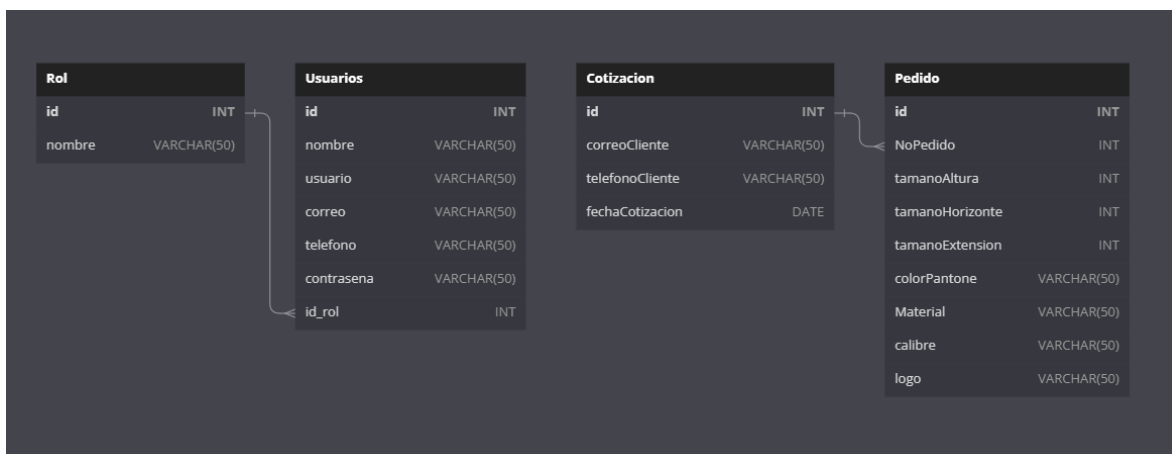 Rol
id INT
nombre VARCHAR(50)
Usuarios
id INT
nombre VARCHAR(50)
usuario VARCHAR(50)
correo VARCHAR(50)
telefono VARCHAR(50)
contrasena VARCHAR(50)
id_rol INT
Cotizacion
id INT
correoCliente VARCHAR(50)
telefonoCliente VARCHAR(50)
fechaCotizacion DATE
Pedido
id INT
NoPedido INT
tamanoAltura INT
tamanoHorizonte INT
tamanoExtension INT
colorPantone VARCHAR(50)
Material VARCHAR(50)
calibre VARCHAR(50)
logo VARCHAR(50)